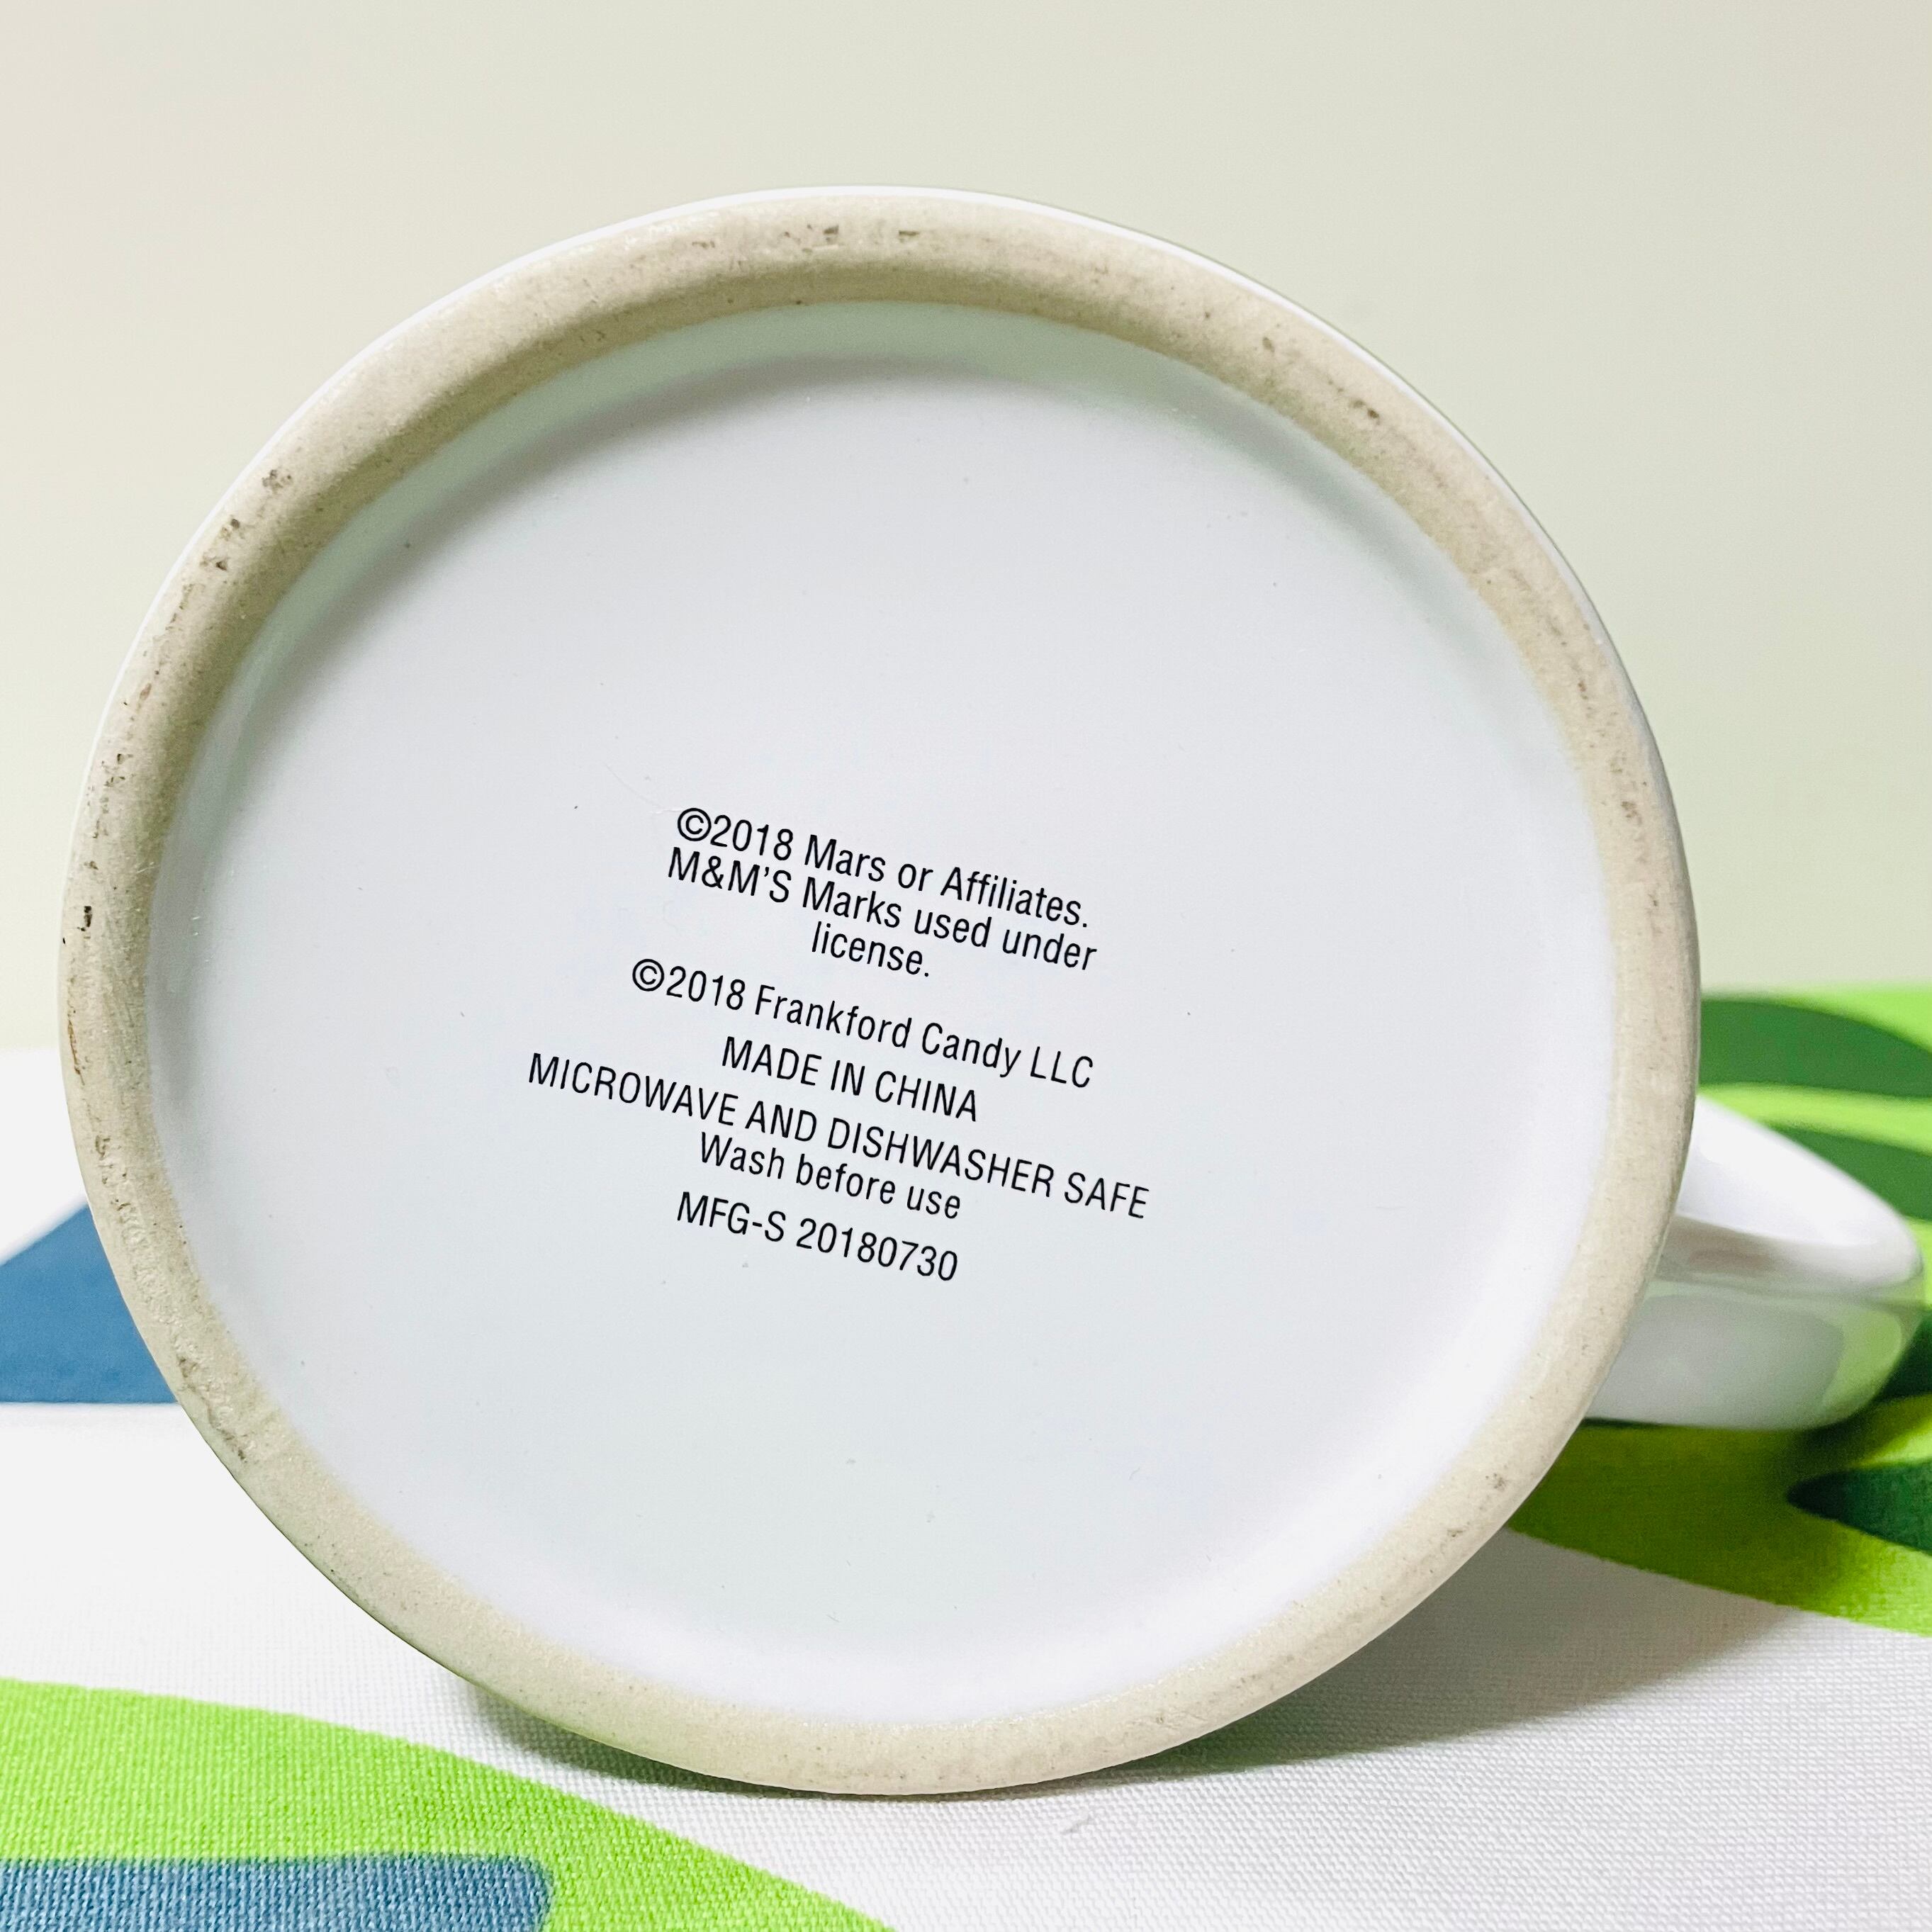 ©2018 Mars or Affiliates.
M&M’S Marks used under
license.
©2018 Frankford Candy LLC
MADE IN CHINA
MICROWAVE AND DISHWASHER SAFE
Wash before use
MFG-S 20180730